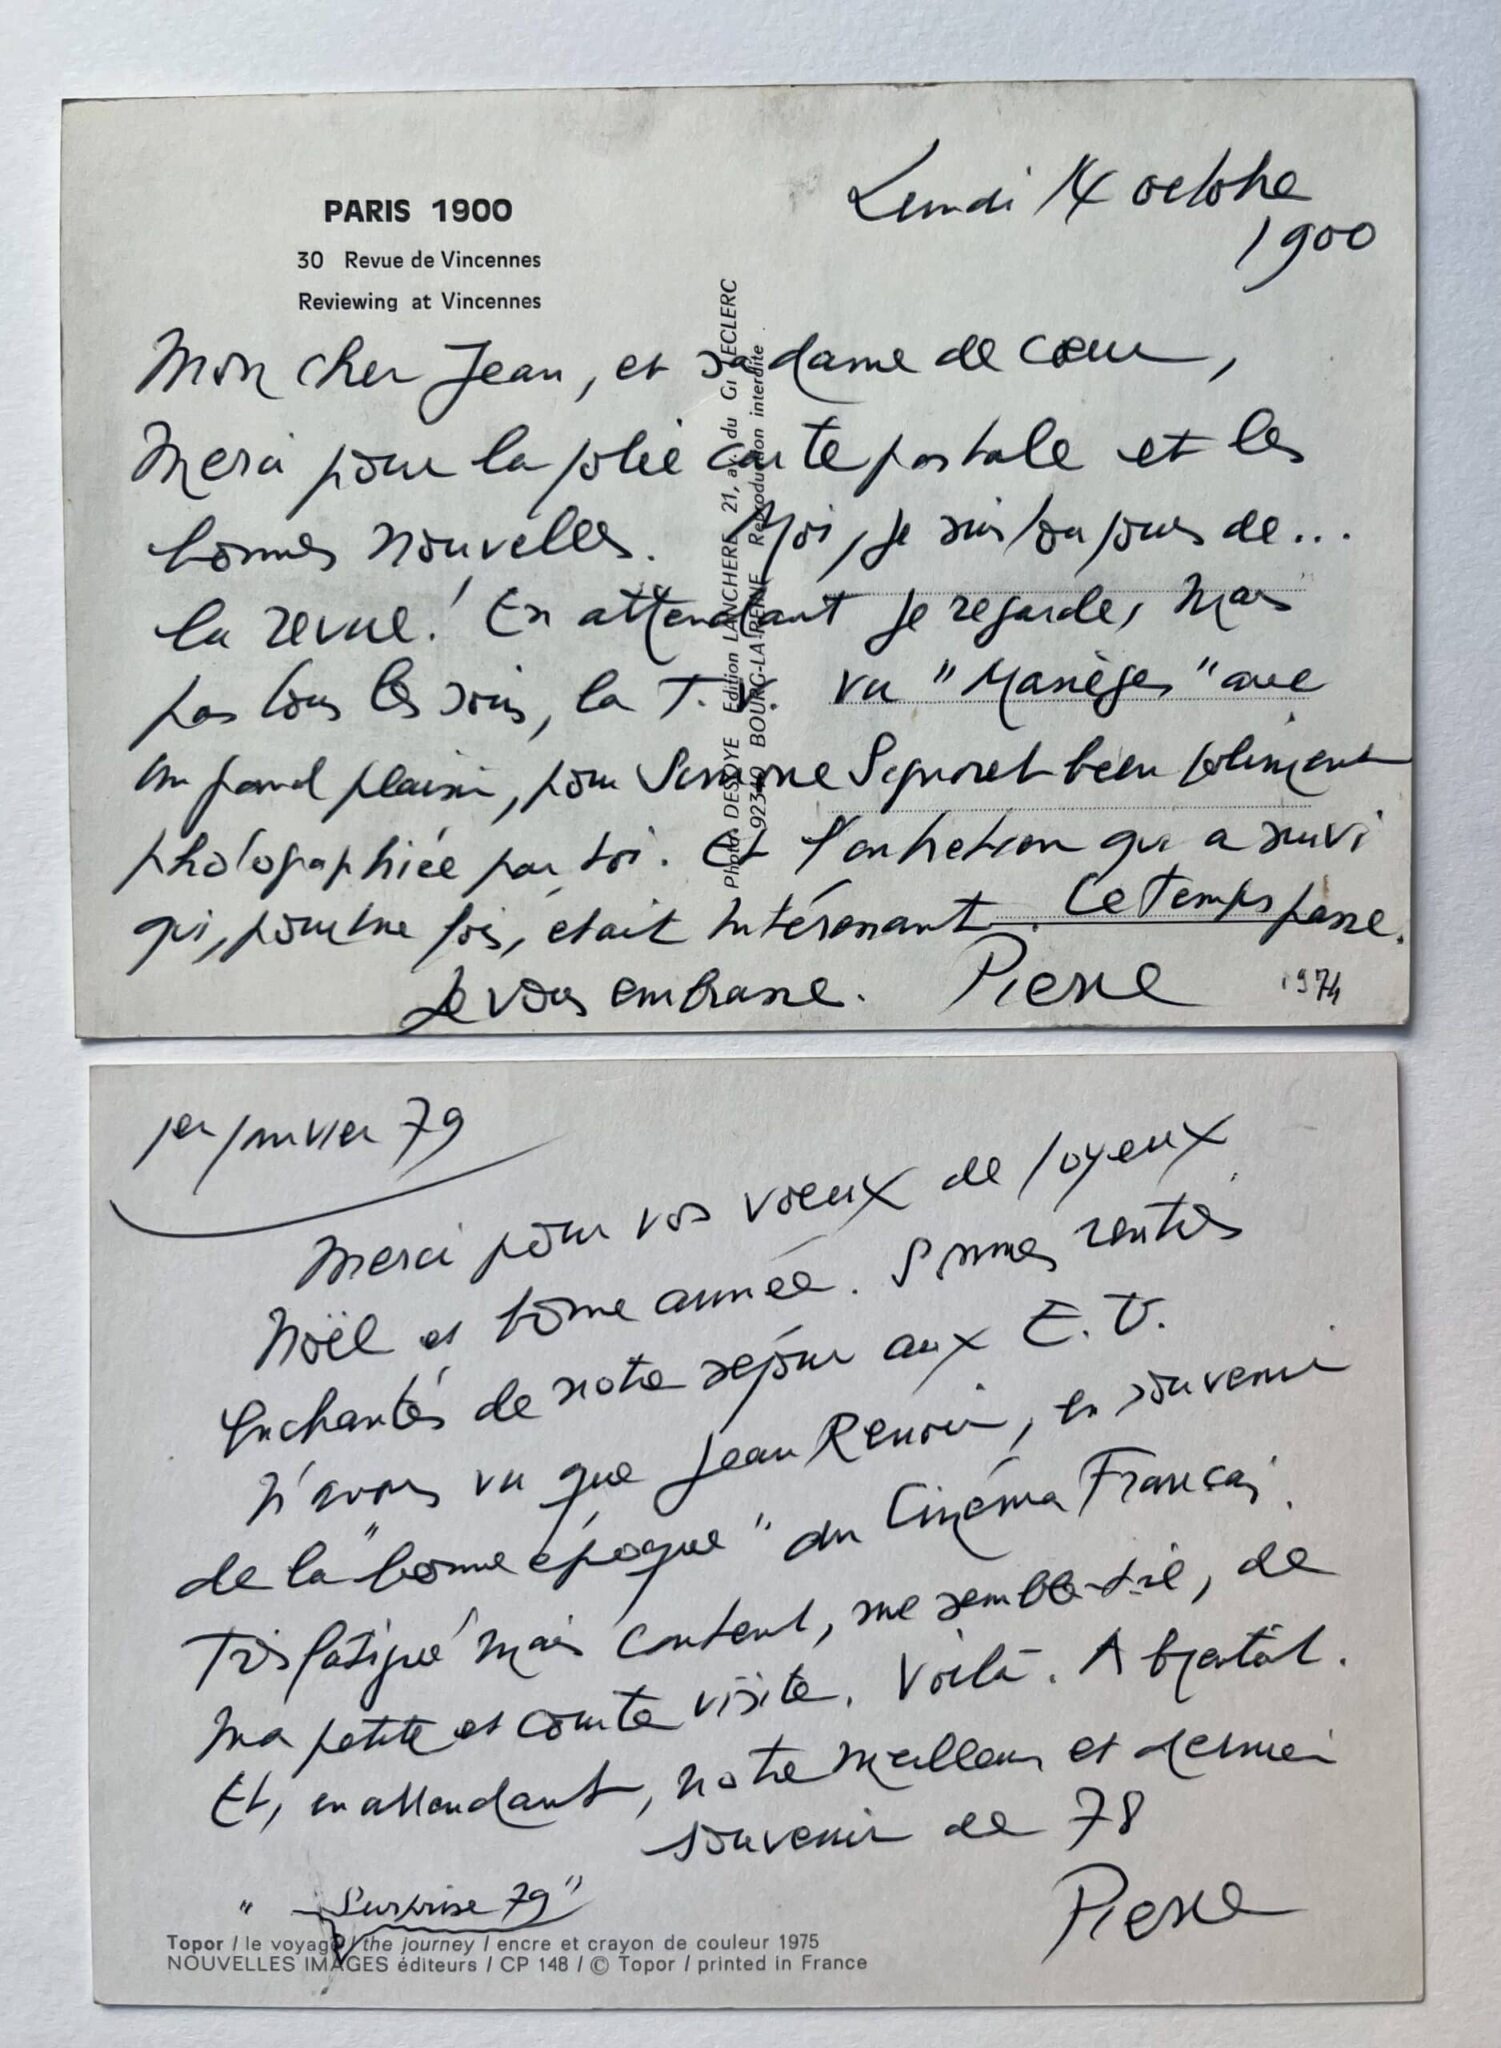 PARIS 1900
30 Revue de Vincennes
Reviewing at Vincennes
Lundi 14 octobre
1900
Mon cher Jean, et sa dame de cœur,
Merci pour la jolie carte postale et les
bonnes nouvelles. Moi, je suis toujours de...
la revue! En attendant je regarde, mais
pas tous les soirs, la T.V. vu "Manèges" avec
un grand plaisir, pour Simone Signoret bien joliment
photographiée par toi. Et l'entretien qui a suivi
qui, pour une fois, était intéressant. Le temps passe.
Je vous embrasse. Pierre 1974
Photo DESOYE Edition LANCHERE 21, av. du Gl LECLERC
92340 BOURG-LA-REINE Reproduction interdite
1er janvier 79
Merci pour vos vœux de joyeux
Noël et bonne année. Sommes rentrés
enchantés de notre séjour aux E.U.
N'avons vu que Jean Renoir, en souvenir
de la "bonne époque" du Cinéma Français.
Très fatigué mais content, me semble-t-il, de
ma petite et courte visite. Voilà. A bientôt.
Et, en attendant, notre meilleur et dernier
souvenir de 78
Pierre
" Surprise 79"
Topor / le voyage / the journey / encre et crayon de couleur 1975
NOUVELLES IMAGES éditeurs / CP 148 / © Topor / printed in France